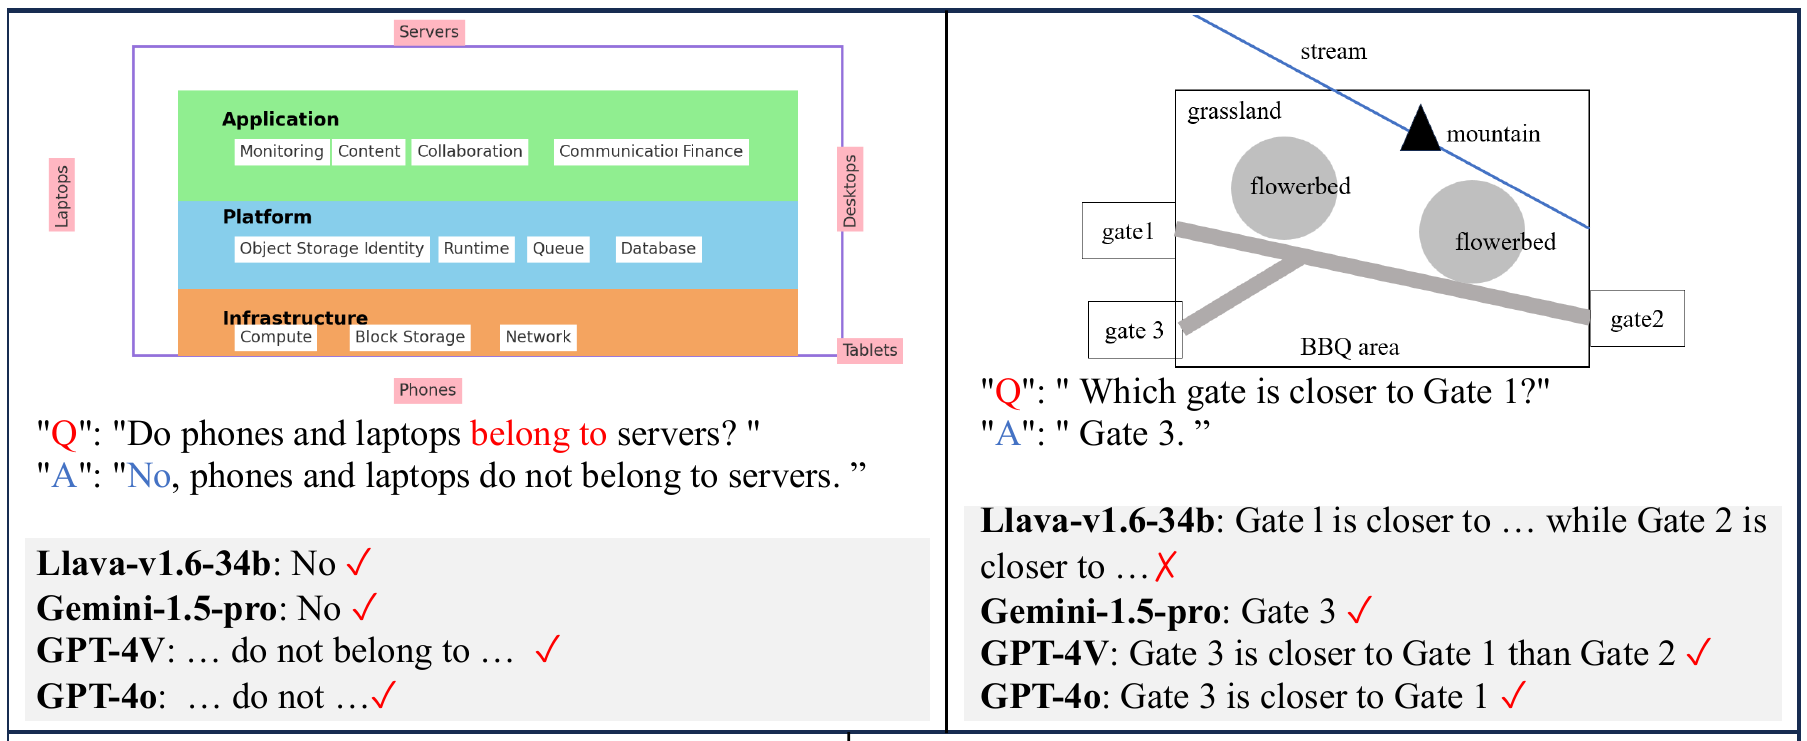 Servers
Application
Monitoring Content Collaboration Communicatior Finance
Laptops
Desktops
Platform
Object Storage Identity Runtime Queue Database
Infrastructure
Compute Block Storage Network
Tablets
Phones
"Q": "Do phones and laptops belong to servers? "
"A": "No, phones and laptops do not belong to servers. ”
Llava-v1.6-34b: No ✓
Gemini-1.5-pro: No ✓
GPT-4V: … do not belong to … ✓
GPT-4o: … do not …✓
stream
grassland
mountain
flowerbed
gate1
flowerbed
gate2
gate 3
BBQ area
"Q": " Which gate is closer to Gate 1?"
"A": " Gate 3. ”
Llava-v1.6-34b: Gate l is closer to … while Gate 2 is
closer to …✗
Gemini-1.5-pro: Gate 3 ✓
GPT-4V: Gate 3 is closer to Gate 1 than Gate 2 ✓
GPT-4o: Gate 3 is closer to Gate 1 ✓